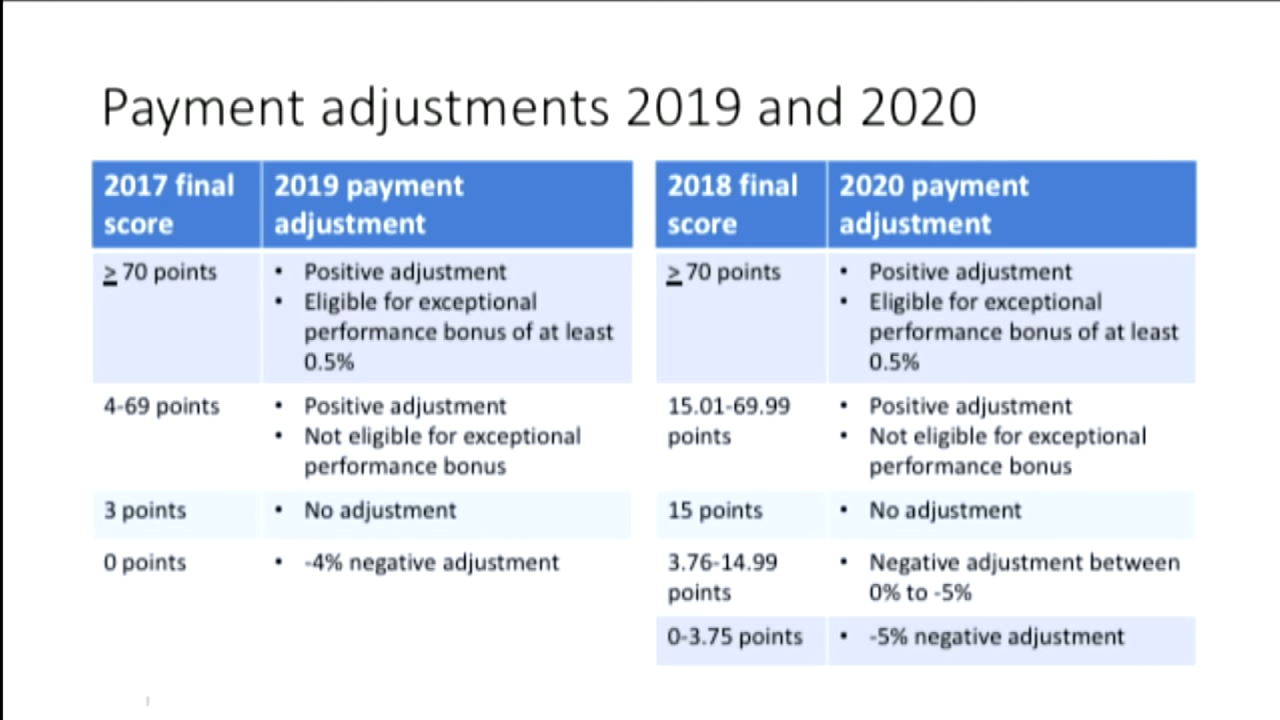 Payment adjustments 2019 and 2020
2017 final
score
2019 payment
adjustment
≥ 70 points
• Positive adjustment
• Eligible for exceptional
performance bonus of at least
0.5%
4-69 points
• Positive adjustment
• Not eligible for exceptional
performance bonus
3 points
• No adjustment
0 points
• -4% negative adjustment
2018 final
score
2020 payment
adjustment
≥ 70 points
• Positive adjustment
• Eligible for exceptional
performance bonus of at least
0.5%
15.01-69.99
points
• Positive adjustment
• Not eligible for exceptional
performance bonus
15 points
• No adjustment
3.76-14.99
points
• Negative adjustment between
0% to -5%
0-3.75 points
• -5% negative adjustment